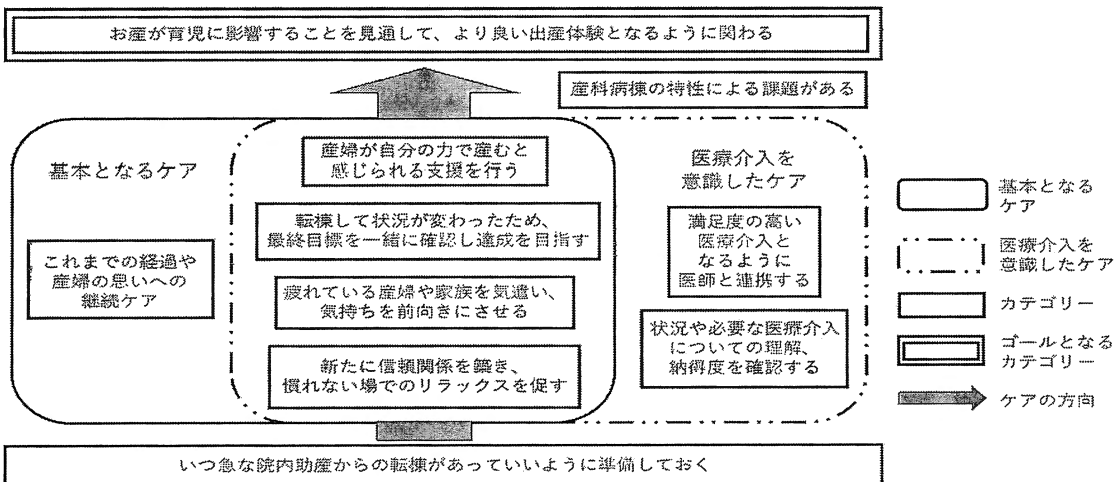 お産が育児に影響することを見通して、より良い出産体験となるように関わる
産科病棟の特性による課題がある
基本となるケア
これまでの経過や
産婦の思いへの
継続ケア
産婦が自分の力で産むと
感じられる支援を行う
転棟して状況が変わったため、
最終目標を一緒に確認し達成を目指す
疲れている産婦や家族を気遣い、
気持ちを前向きにさせる
新たに信頼関係を築き、
慣れない場でのリラックスを促す
医療介入を
意識したケア
満足度の高い
医療介入と
なるように
医師と連携する
状況や必要な医療介入
についての理解、
納得度を確認する
いつ急な院内助産からの転棟があっていいように準備しておく
基本となる
ケア
医療介入を
意識したケア
カテゴリー
ゴールとなる
カテゴリー
ケアの方向